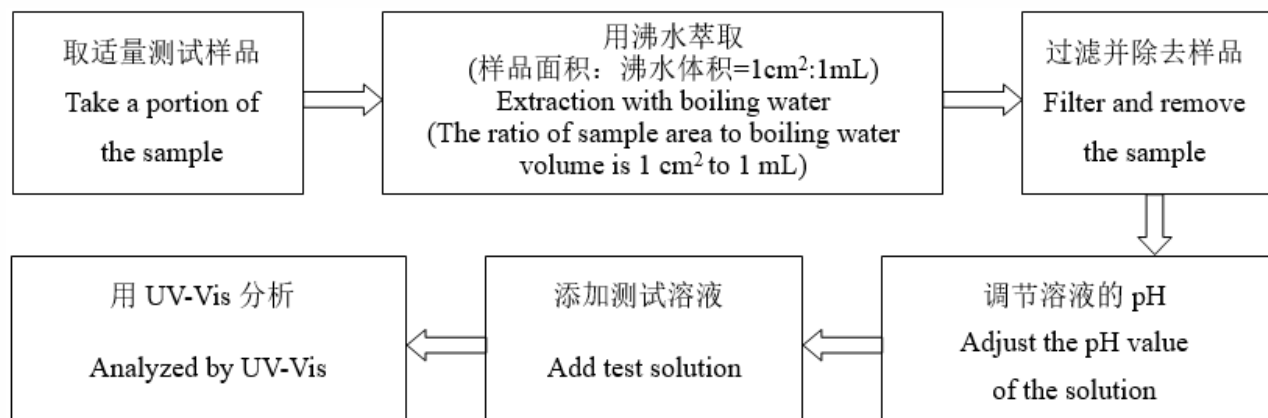 取适量测试样品
Take a portion of
the sample
用沸水萃取
(样品面积：沸水体积=1cm²:1mL)
Extraction with boiling water
(The ratio of sample area to boiling water
volume is 1 cm² to 1 mL)
过滤并除去样品
Filter and remove
the sample
调节溶液的 pH
Adjust the pH value
of the solution
添加测试溶液
Add test solution
用 UV-Vis 分析
Analyzed by UV-Vis